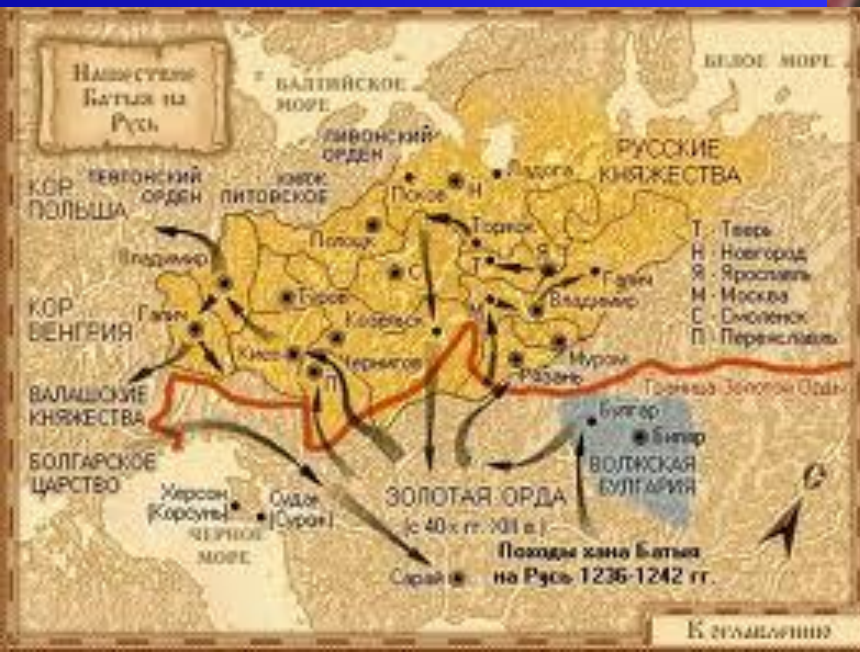 Нашествие
Батыя на
Русь
БЕЛОЕ МОРЕ
БАЛТИЙСКОЕ
МОРЕ
ЛИВОНСКИЙ
ОРДЕН
РУССКИЕ
КНЯЖЕСТВА
КОР.
ПОЛЬША
ТЕВТОНСКИЙ
ОРДЕН
КНЯЖ.
ЛИТОВСКОЕ
Псков
Н
Ладога
Полоцк
Торжок
Т - Тверь
Н - Новгород
Я - Ярославль
М - Москва
С - Смоленск
П - Переяславль
Владимир
Т
Я
С
Галич
Туров
М
Владимир
КОР.
ВЕНГРИЯ
Галич
Козельск
Киев
Чернигов
П
Муром
Рязань
Граница Золотой Орды
ВАЛАШСКИЕ
КНЯЖЕСТВА
Булгар
Биляр
БОЛГАРСКОЕ
ЦАРСТВО
ВОЛЖСКАЯ
БУЛГАРИЯ
Херсон
(Корсунь)
Судак
(Сурож)
ЧЕРНОЕ
МОРЕ
ЗОЛОТАЯ ОРДА
(с 40х гг. XIII в.)
С
Походы хана Батыя
на Русь 1236-1242 гг.
Сарай
К оглавлению